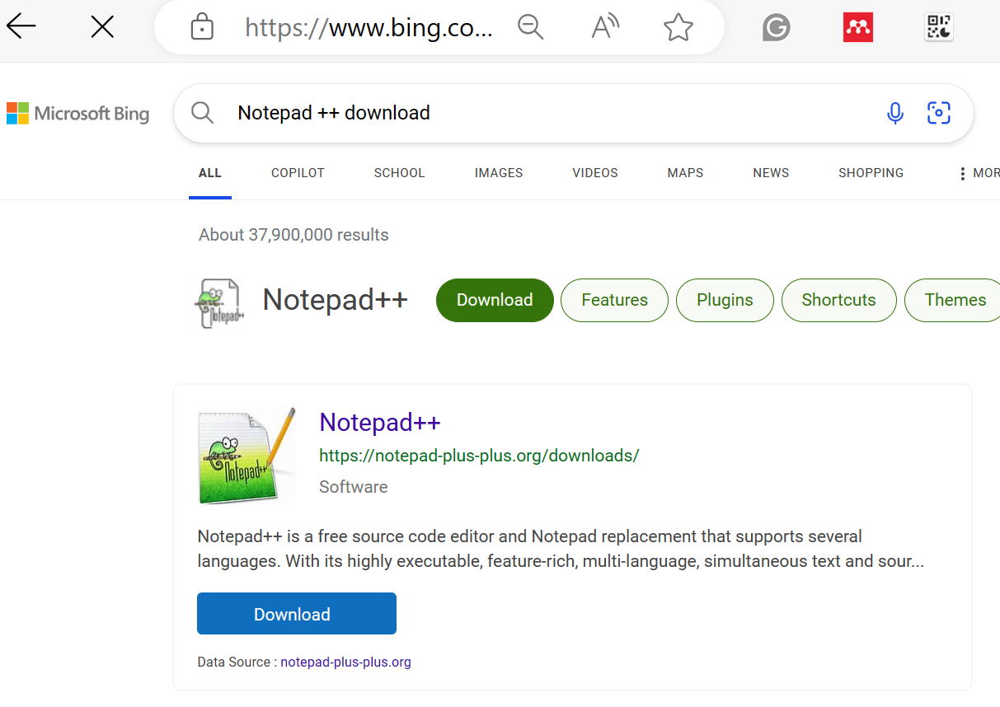 https://www.bing.co...
Microsoft Bing
Notepad ++ download
ALL COPILOT SCHOOL IMAGES VIDEOS MAPS NEWS SHOPPING MOR
About 37,900,000 results
Notepad++
Notepad++ Download Features Plugins Shortcuts Themes
Notepad++
Notepad++
https://notepad-plus-plus.org/downloads/
Software
Notepad++ is a free source code editor and Notepad replacement that supports several
languages. With its highly executable, feature-rich, multi-language, simultaneous text and sour...
Download
Data Source : notepad-plus-plus.org